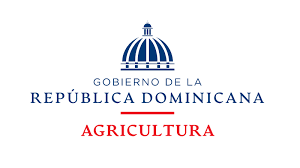 GOBIERNO DE LA
REPÚBLICA DOMINICANA
AGRICULTURA